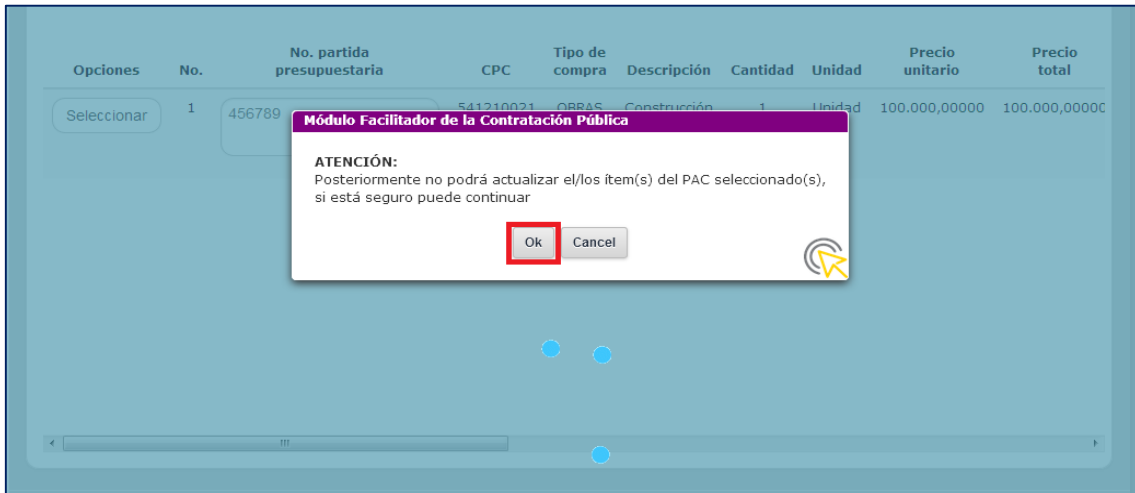 Opciones No. No. partida presupuestaria CPC Tipo de compra Descripción Cantidad Unidad Precio unitario Precio total
Seleccionar 1 456789 541210021 OBRAS Construcción 1 Unidad 100.000,00000 100.000,00000
Módulo Facilitador de la Contratación Pública
ATENCIÓN:
Posteriormente no podrá actualizar el/los ítem(s) del PAC seleccionado(s),
si está seguro puede continuar
Ok Cancel